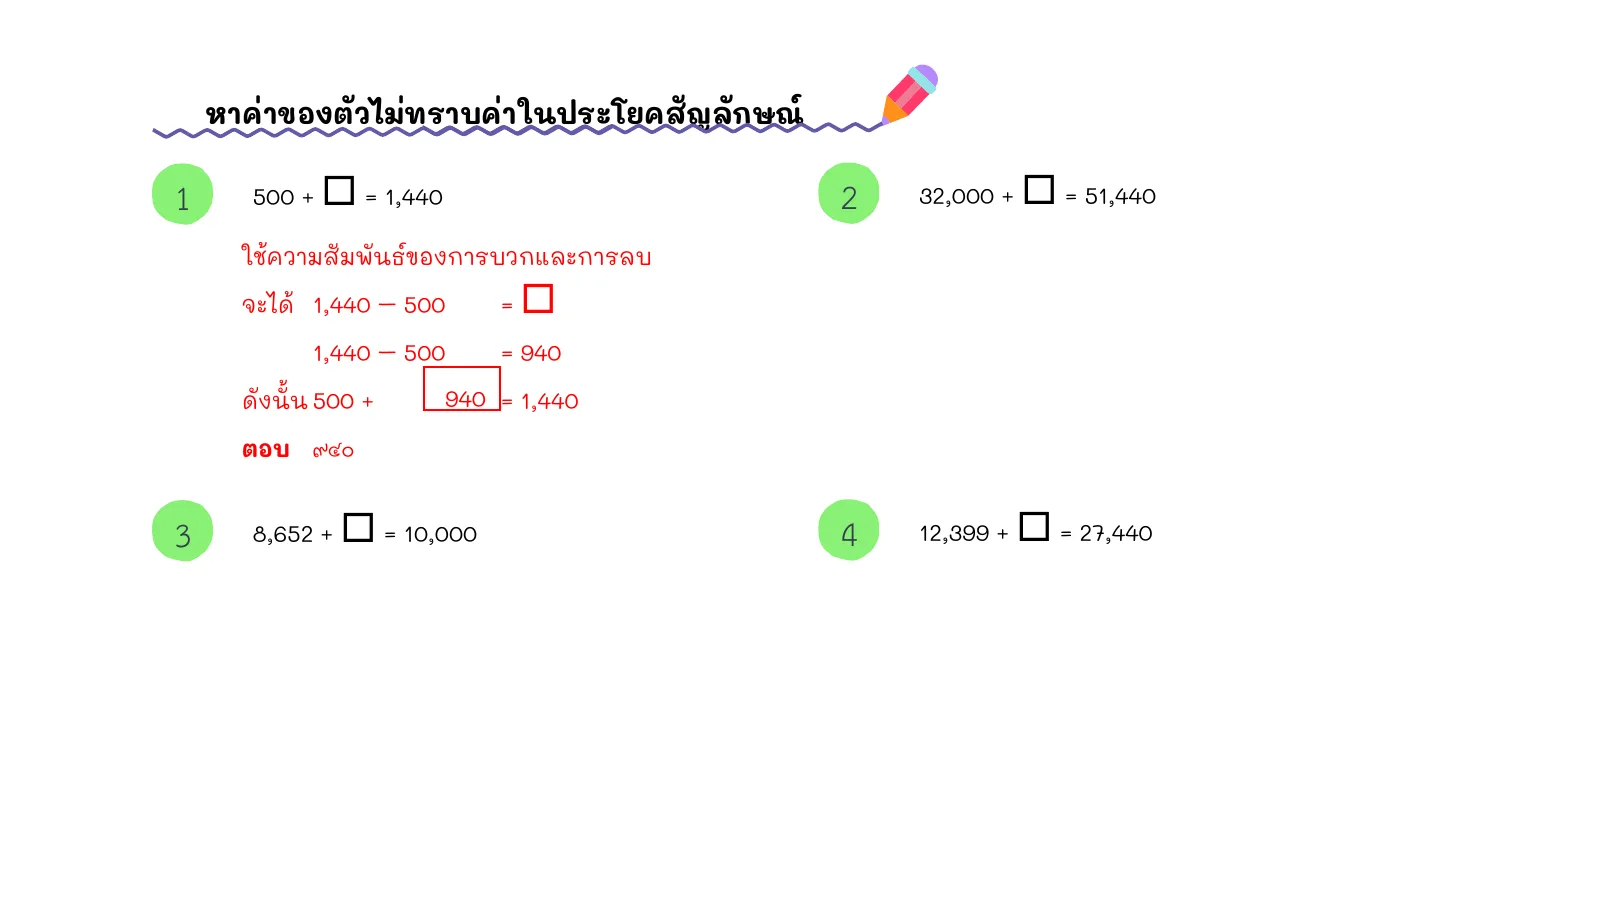 หาค่าของตัวไม่ทราบค่าในประโยคสัญลักษณ์
1
500 + □ = 1,440
ใช้ความสัมพันธ์ของการบวกและการลบ
จะได้ 1,440 – 500 = □
1,440 – 500 = 940
ดังนั้น 500 + 940 = 1,440
ตอบ ๙๔๐
2
32,000 + □ = 51,440
3
8,652 + □ = 10,000
4
12,399 + □ = 27,440